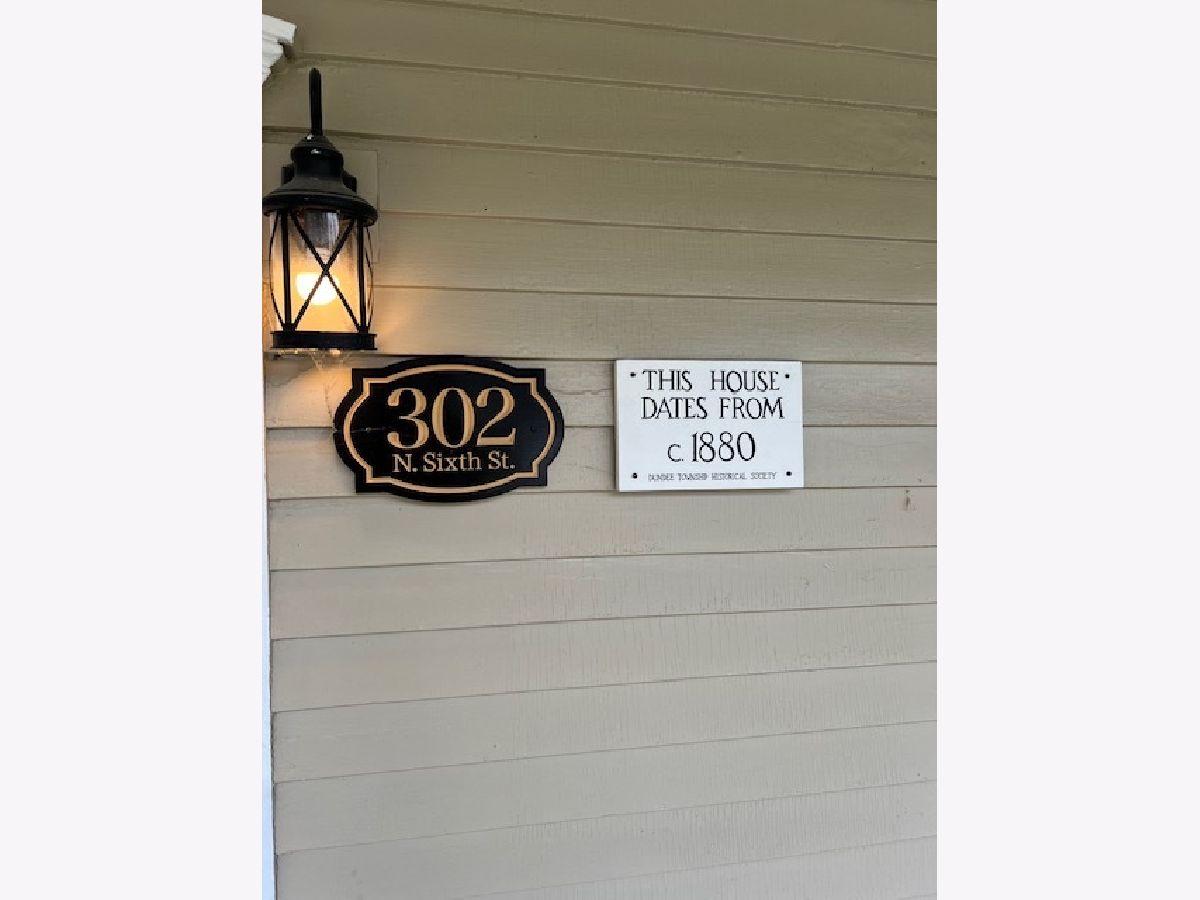 302
N. Sixth St.
THIS HOUSE
DATES FROM
c. 1880
DUNDEE TOWNSHIP HISTORICAL SOCIETY